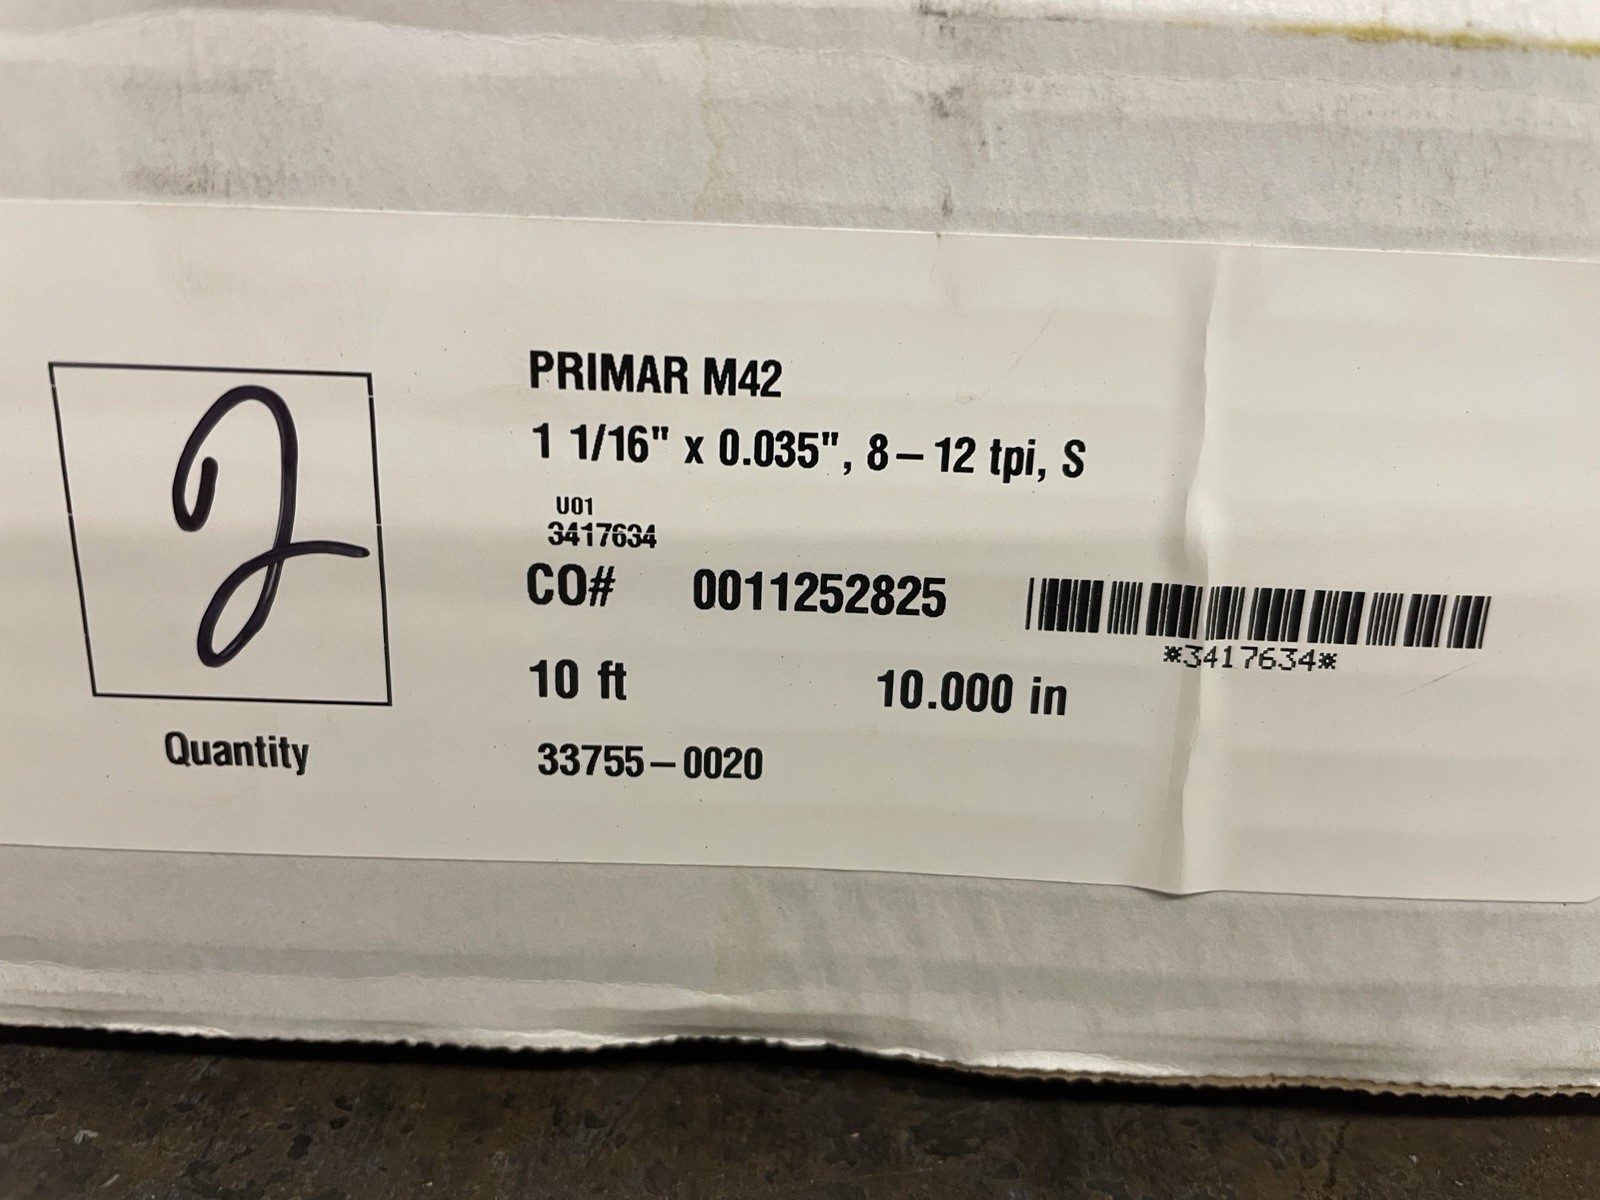 2
Quantity
PRIMAR M42
1 1/16" x 0.035", 8–12 tpi, S
U01
3417634
CO# 0011252825
*3417634*
10 ft 10.000 in
33755–0020